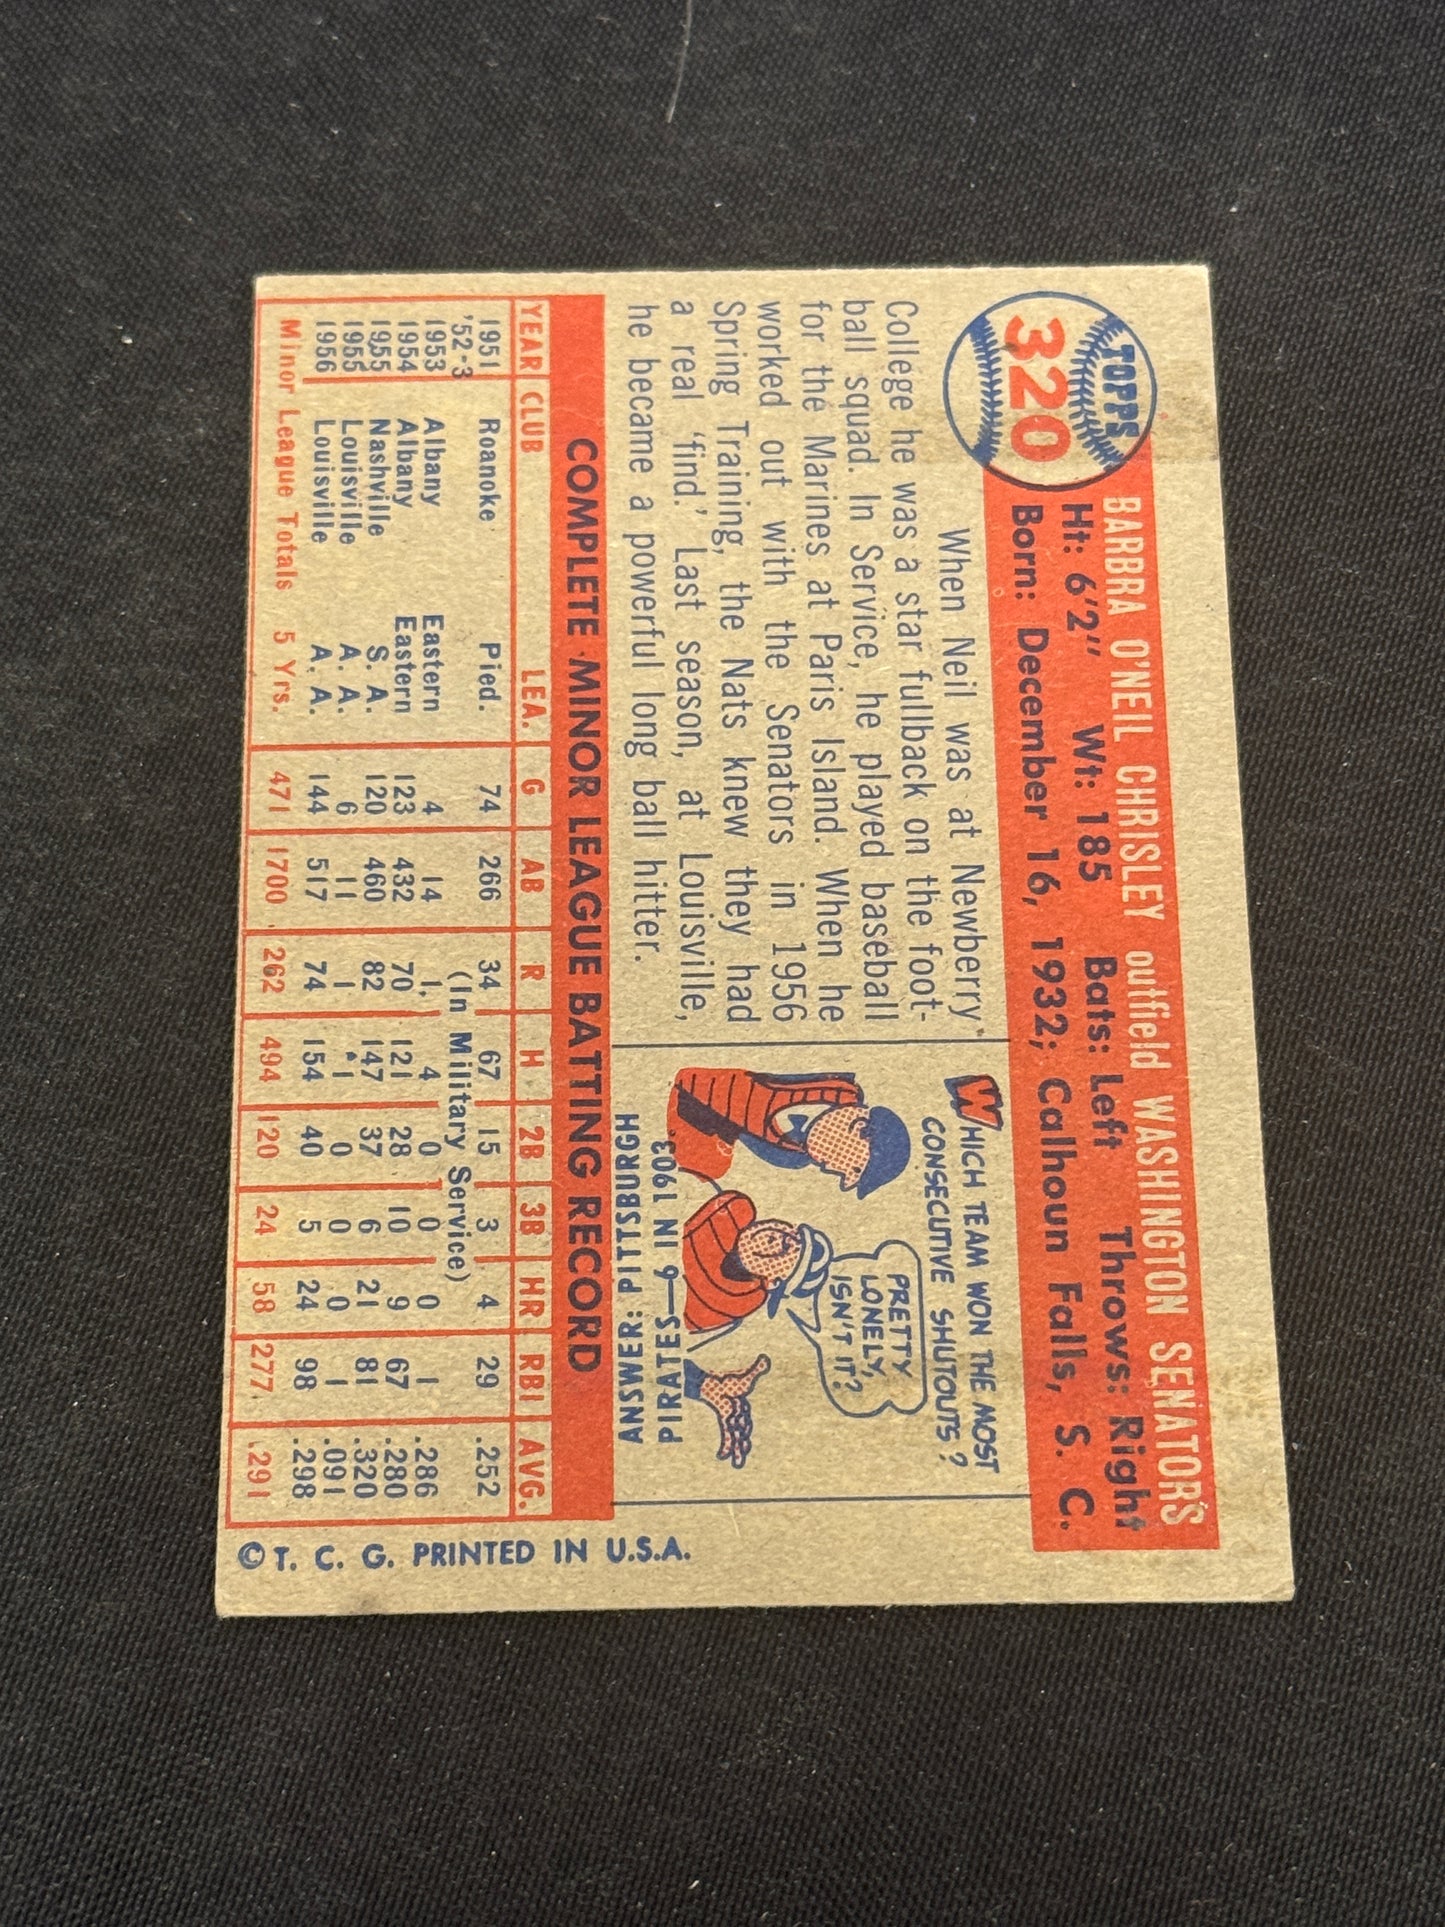 TOPPS
320
BARBRA O'NEIL CHRISLEY outfield WASHINGTON SENATORS
Ht: 6'2" Wt: 185 Bats: Left Throws: Right
Born: December 16, 1932; Calhoun Falls, S. C.
When Neil was at Newberry
College he was a star fullback on the foot-
ball squad. In Service, he played baseball
for the Marines at Paris Island. When he
worked out with the Senators in 1956
Spring Training, the Nats knew they had
a real 'find.' Last season, at Louisville,
he became a powerful long ball hitter.
WHICH TEAM WON THE MOST
CONSECUTIVE SHUTOUTS?
PRETTY
LONELY,
ISN'T IT?
ANSWER: PITTSBURGH
PIRATES—6 IN 1903.
COMPLETE MINOR LEAGUE BATTING RECORD
YEAR CLUB LEA. G AB R H 2B 3B HR RBI AVG.
1951 Roanoke Pied. 74 266 34 67 15 3 4 29 .252
'52-3 (In Military Service)
1953 Albany Eastern 4 14 1 4 0 0 0 1 .286
1954 Albany Eastern 123 432 70 121 28 10 9 67 .280
1955 Nashville S. A. 120 460 82 147 37 6 21 81 .320
1955 Louisville A. A. 6 11 1 1 0 0 0 1 .091
1956 Louisville A. A. 144 517 74 154 40 5 24 98 .298
Minor League Totals 5 Yrs. 471 1700 262 494 120 24 58 277 .291
© T. C. G. PRINTED IN U.S.A.